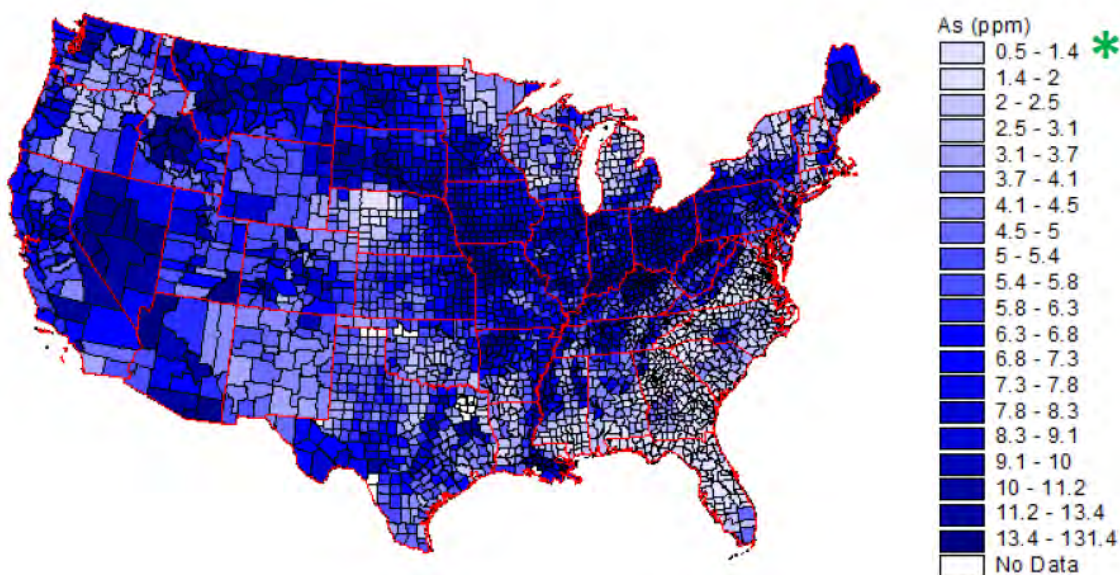 As (ppm)
0.5 - 1.4 *
1.4 - 2
2 - 2.5
2.5 - 3.1
3.1 - 3.7
3.7 - 4.1
4.1 - 4.5
4.5 - 5
5 - 5.4
5.4 - 5.8
5.8 - 6.3
6.3 - 6.8
6.8 - 7.3
7.3 - 7.8
7.8 - 8.3
8.3 - 9.1
9.1 - 10
10 - 11.2
11.2 - 13.4
13.4 - 131.4
No Data